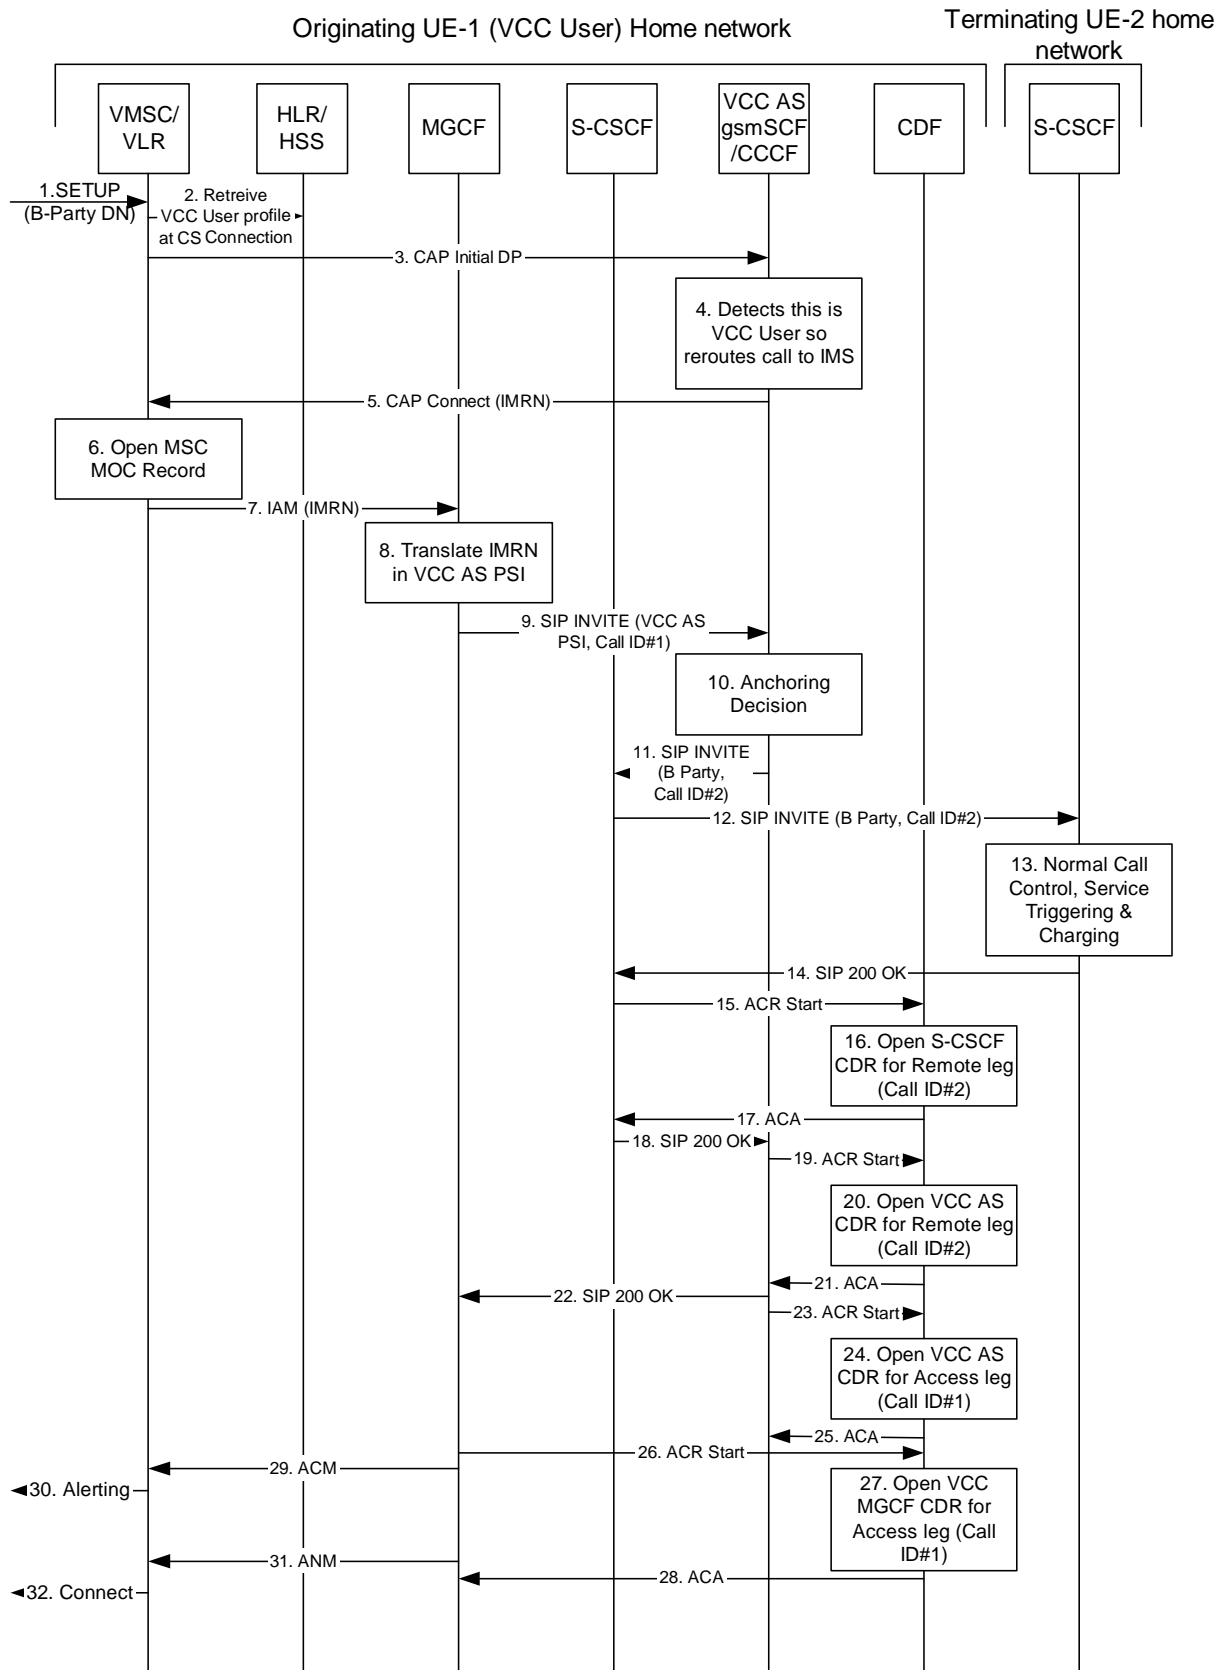 Originating UE-1 (VCC User) Home network
Terminating UE-2 home
network
VMSC/
VLR
HLR/
HSS
MGCF
S-CSCF
VCC AS
gsmSCF
/CCCF
CDF
S-CSCF
1.SETUP
(B-Party DN)
2. Retreive
VCC User profile
at CS Connection
3. CAP Initial DP
4. Detects this is
VCC User so
reroutes call to IMS
5. CAP Connect (IMRN)
6. Open MSC
MOC Record
7. IAM (IMRN)
8. Translate IMRN
in VCC AS PSI
9. SIP INVITE (VCC AS
PSI, Call ID#1)
10. Anchoring
Decision
11. SIP INVITE
(B Party,
Call ID#2)
12. SIP INVITE (B Party, Call ID#2)
13. Normal Call
Control, Service
Triggering &
Charging
14. SIP 200 OK
15. ACR Start
16. Open S-CSCF
CDR for Remote leg
(Call ID#2)
17. ACA
18. SIP 200 OK
19. ACR Start
20. Open VCC AS
CDR for Remote leg
(Call ID#2)
21. ACA
22. SIP 200 OK
23. ACR Start
24. Open VCC AS
CDR for Access leg
(Call ID#1)
25. ACA
26. ACR Start
29. ACM
30. Alerting
27. Open VCC
MGCF CDR for
Access leg (Call
ID#1)
31. ANM
28. ACA
32. Connect